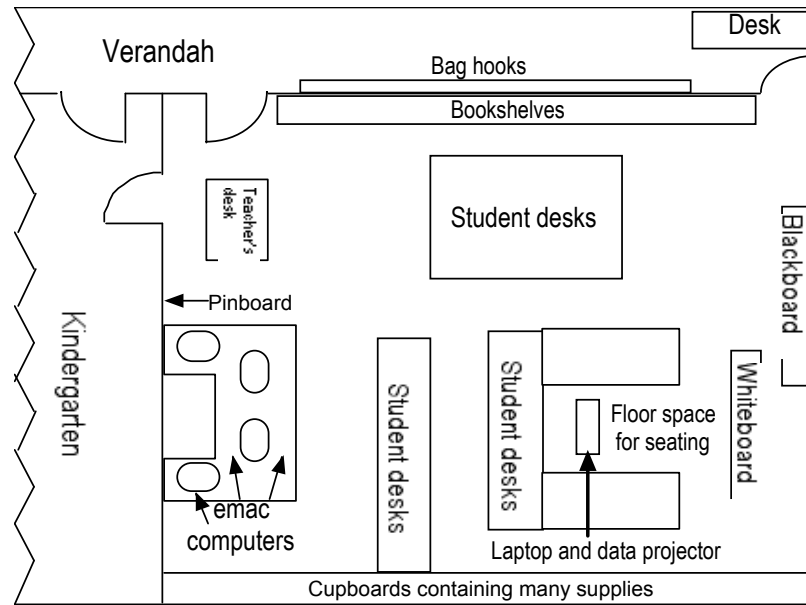 Desk
Verandah
Bag hooks
Bookshelves
Teacher's
desk
Student desks
Blackboard
Pinboard
Kindergarten
Student desks
Student desks
Floor space
for seating
Whiteboard
emac
computers
Laptop and data projector
Cupboards containing many supplies